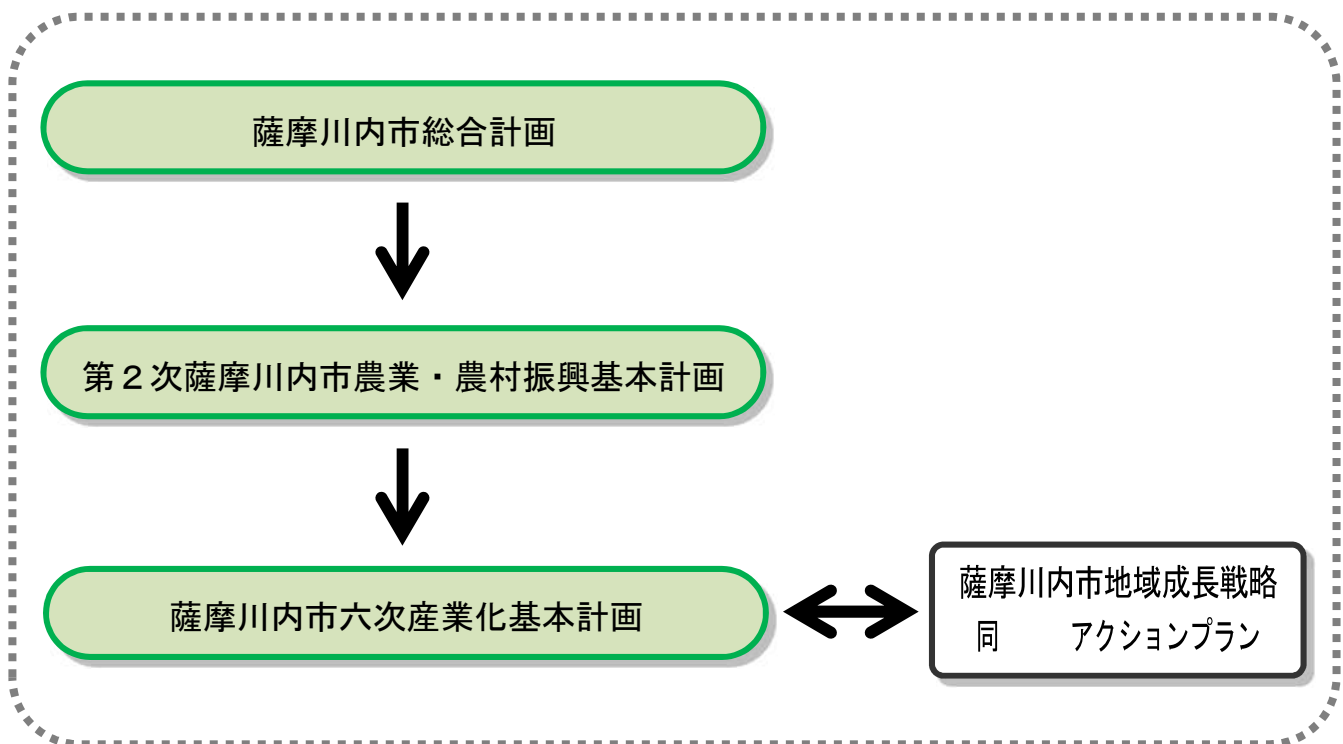 薩摩川内市総合計画
第２次薩摩川内市農業・農村振興基本計画
薩摩川内市六次産業化基本計画
薩摩川内市地域成長戦略
同　　アクションプラン